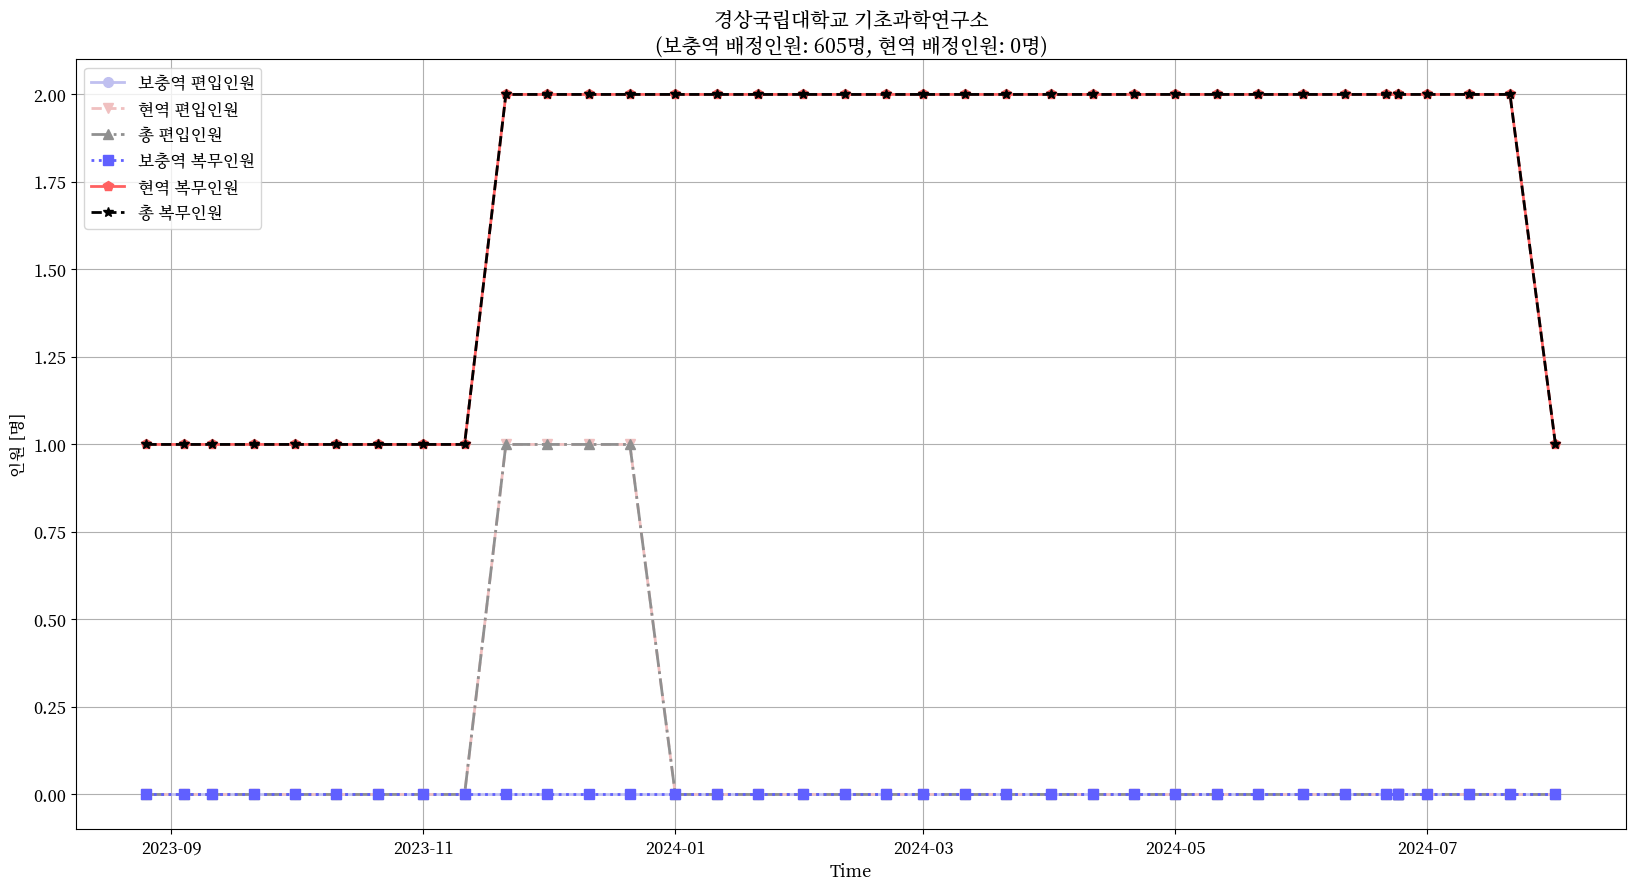 경상국립대학교 기초과학연구소
(보충역 배정인원: 605명, 현역 배정인원: 0명)
보충역 편입인원
현역 편입인원
총 편입인원
보충역 복무인원
현역 복무인원
총 복무인원
2.00
1.75
1.50
1.25
1.00
0.75
0.50
0.25
0.00
인원 [명]
2023-09
2023-11
2024-01
2024-03
2024-05
2024-07
Time